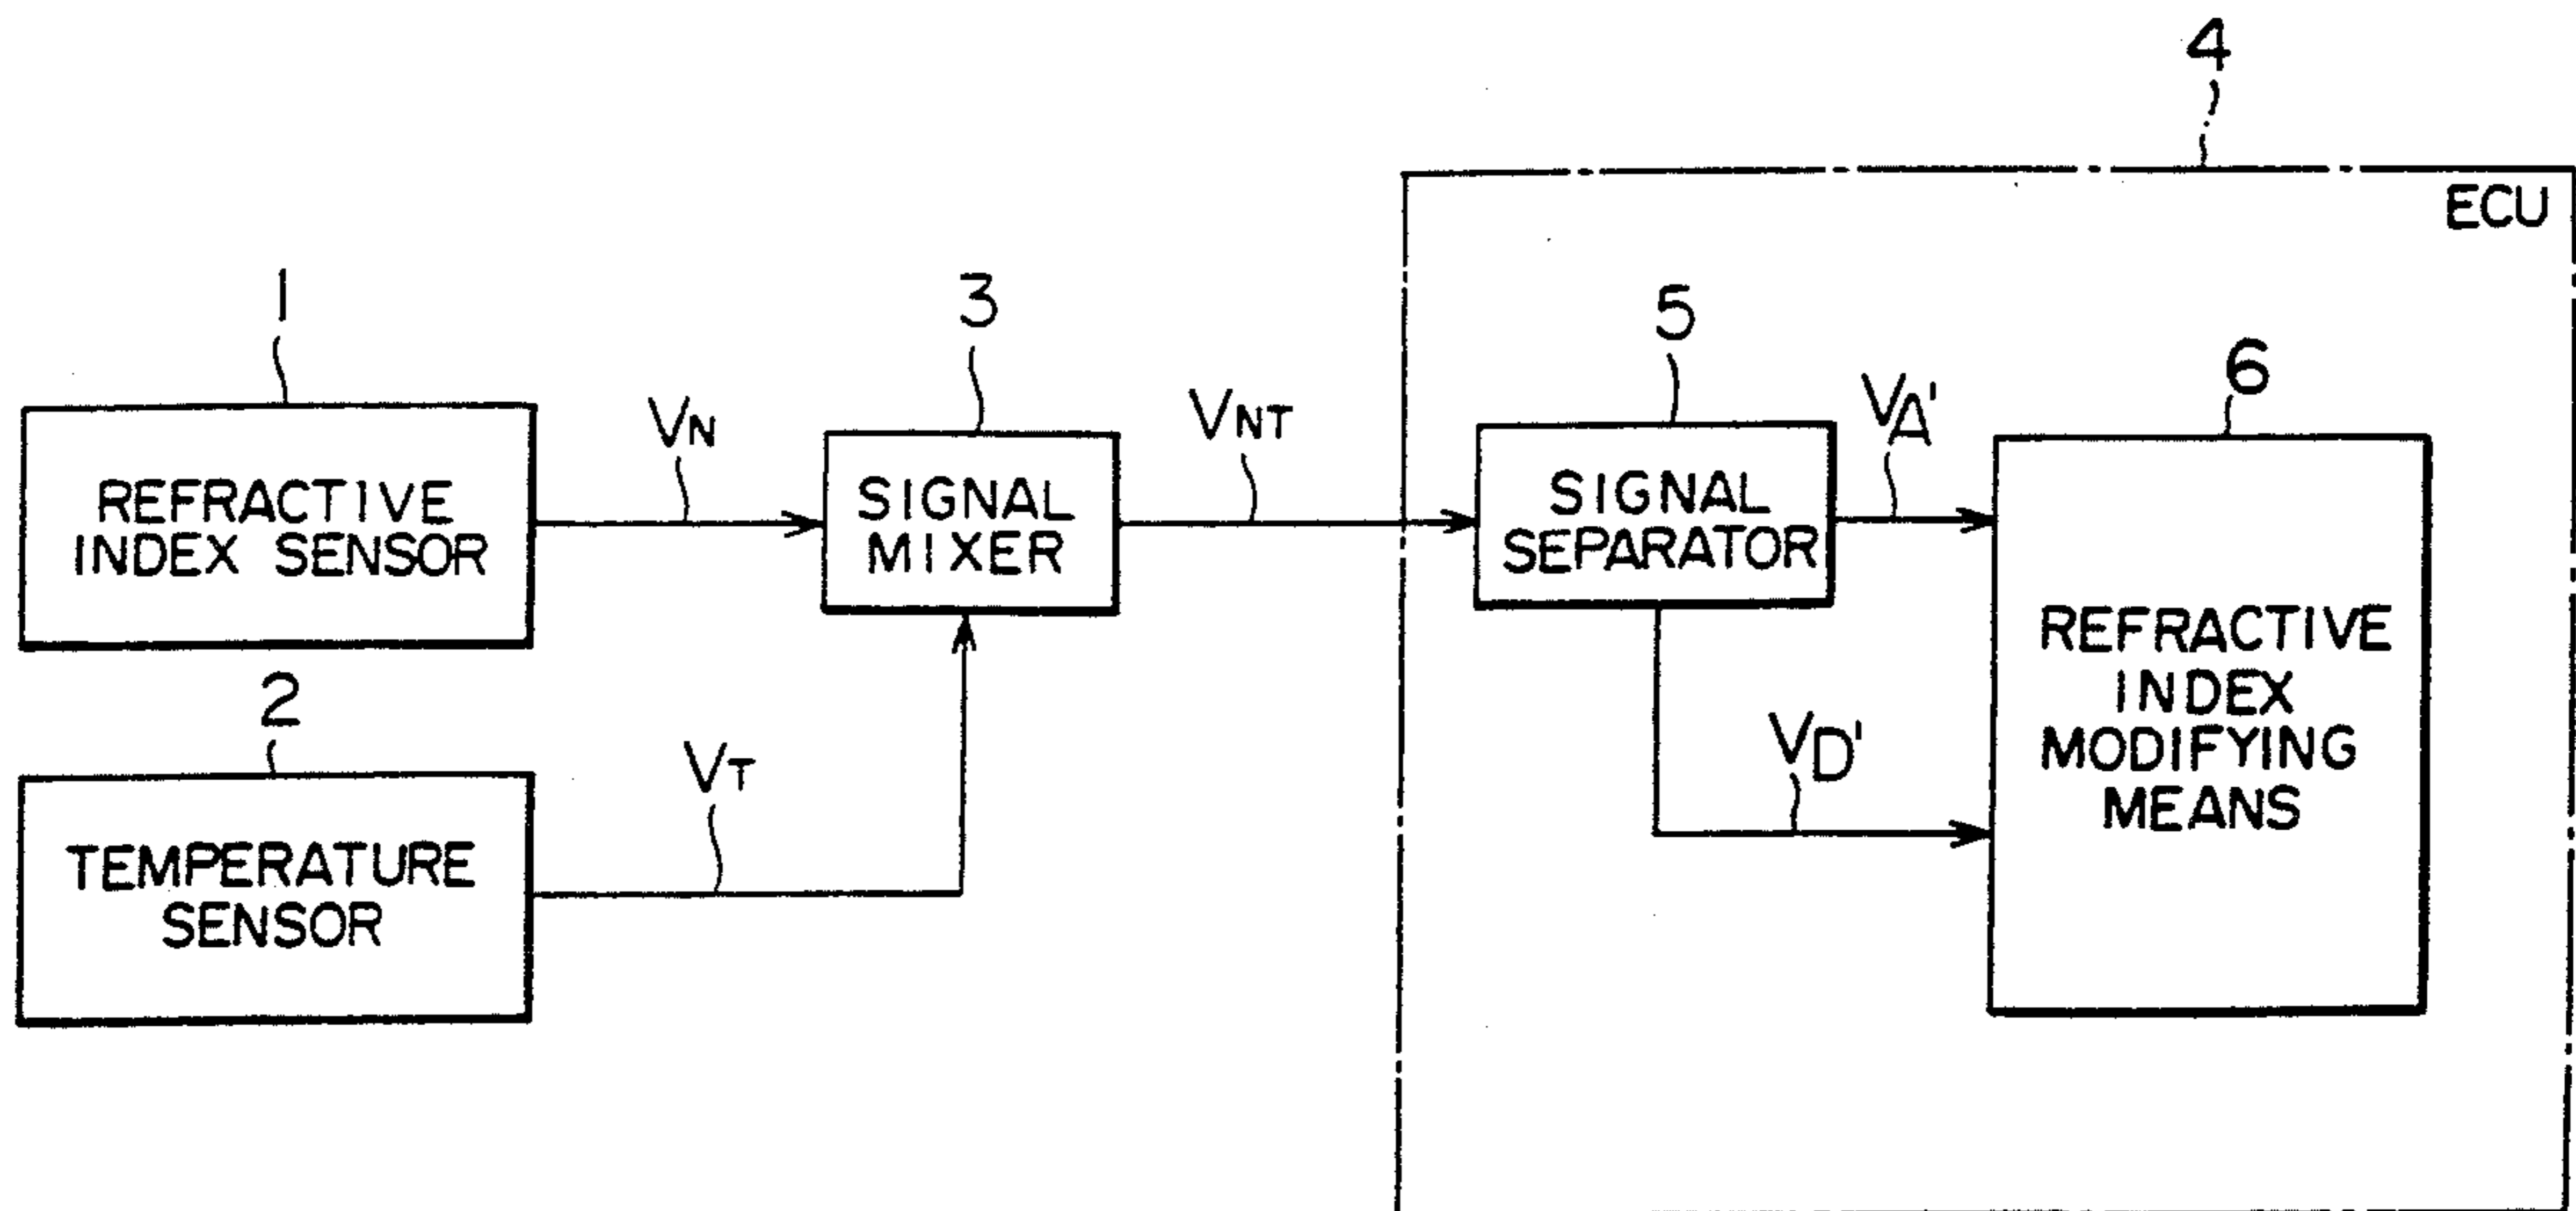 4
ECU
1
3
5
6
VN
VNT
VA'
REFRACTIVE
INDEX SENSOR
SIGNAL
MIXER
SIGNAL
SEPARATOR
REFRACTIVE
INDEX
MODIFYING
MEANS
2
VT
VD'
TEMPERATURE
SENSOR